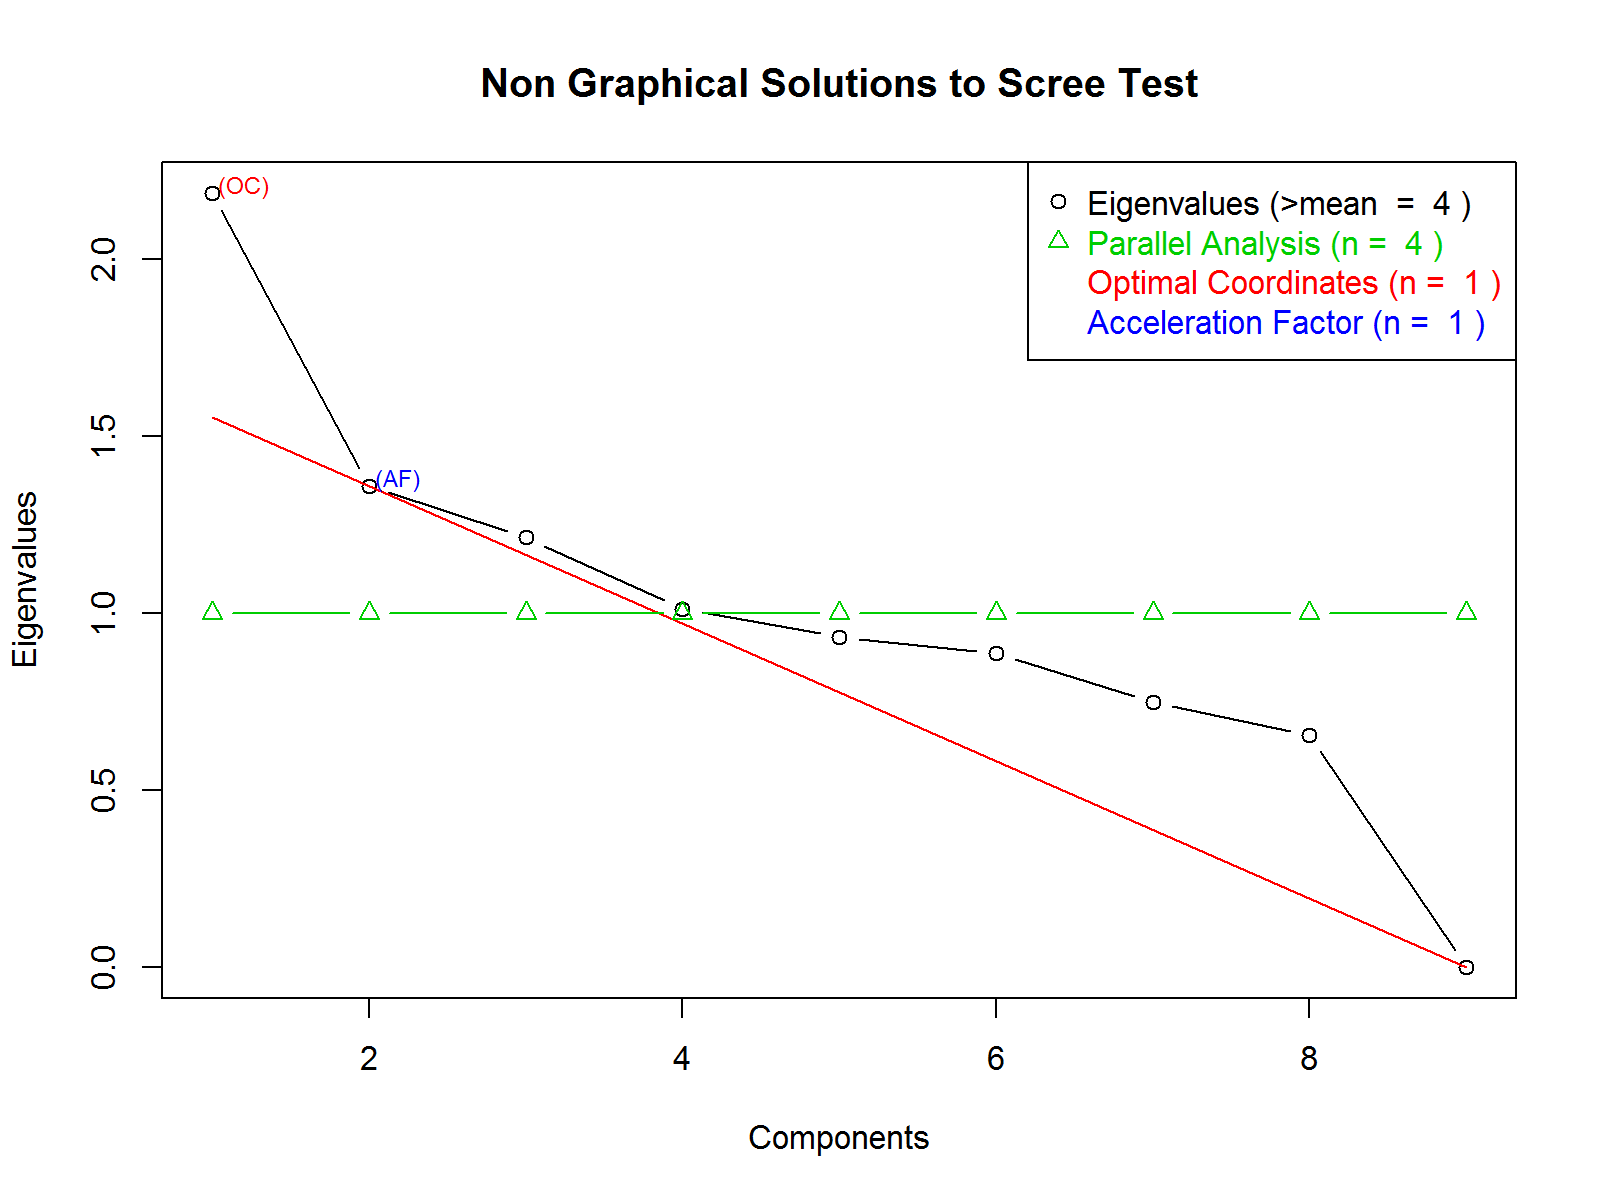 Non Graphical Solutions to Scree Test
(OC)
Eigenvalues (>mean  =  4 )
Parallel Analysis (n =  4 )
Optimal Coordinates (n =  1 )
Acceleration Factor (n =  1 )
(AF)
Eigenvalues
2.0
1.5
1.0
0.5
0.0
2 4 6 8
Components